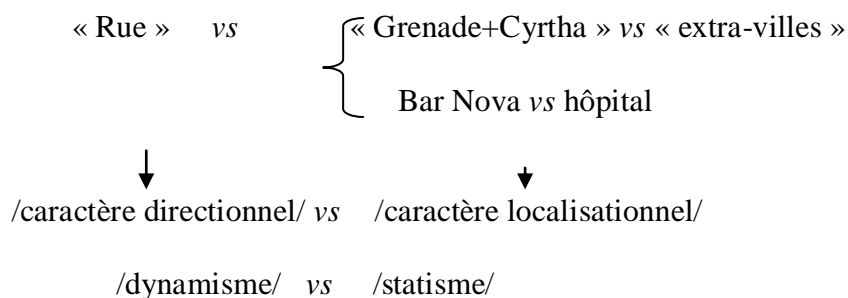 « Rue » vs « Grenade+Cyrtha » vs « extra-villes »
Bar Nova vs hôpital
/caractère directionnel/ vs /caractère localisationnel/
/dynamisme/ vs /statisme/